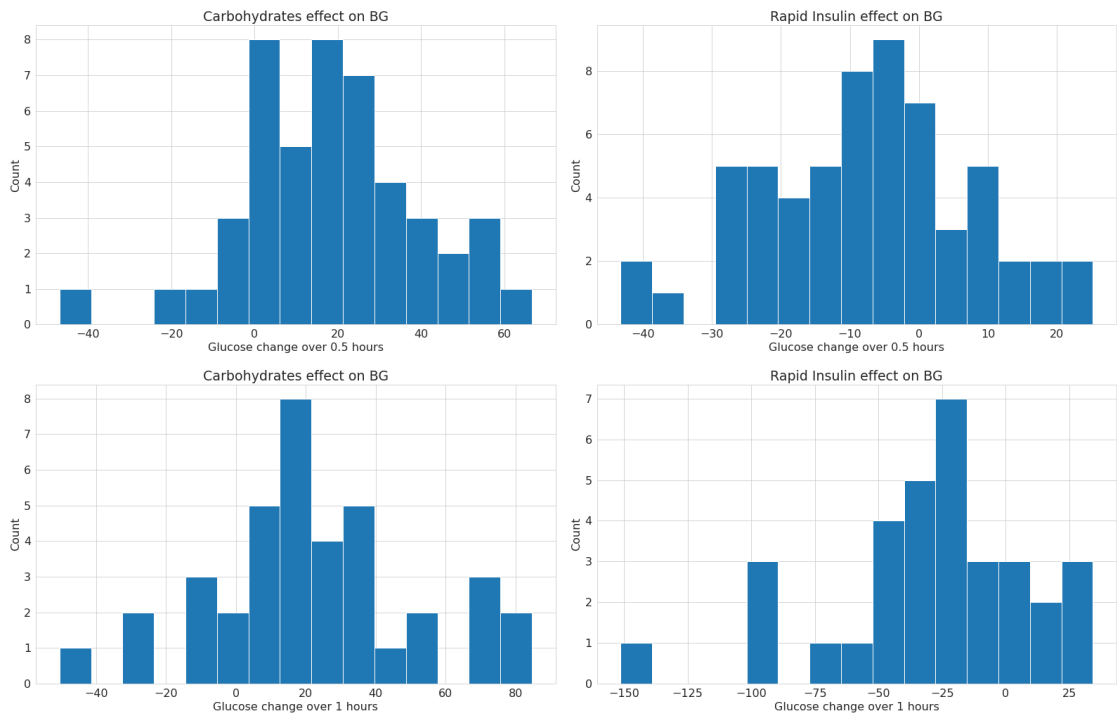 Carbohydrates effect on BG
8
7
6
5
4
3
2
1
0
Count
−40 −20 0 20 40 60
Glucose change over 0.5 hours
Rapid Insulin effect on BG
8
6
4
2
0
Count
−40 −30 −20 −10 0 10 20
Glucose change over 0.5 hours
Carbohydrates effect on BG
8
7
6
5
4
3
2
1
0
Count
−40 −20 0 20 40 60 80
Glucose change over 1 hours
Rapid Insulin effect on BG
7
6
5
4
3
2
1
0
Count
−150 −125 −100 −75 −50 −25 0 25
Glucose change over 1 hours